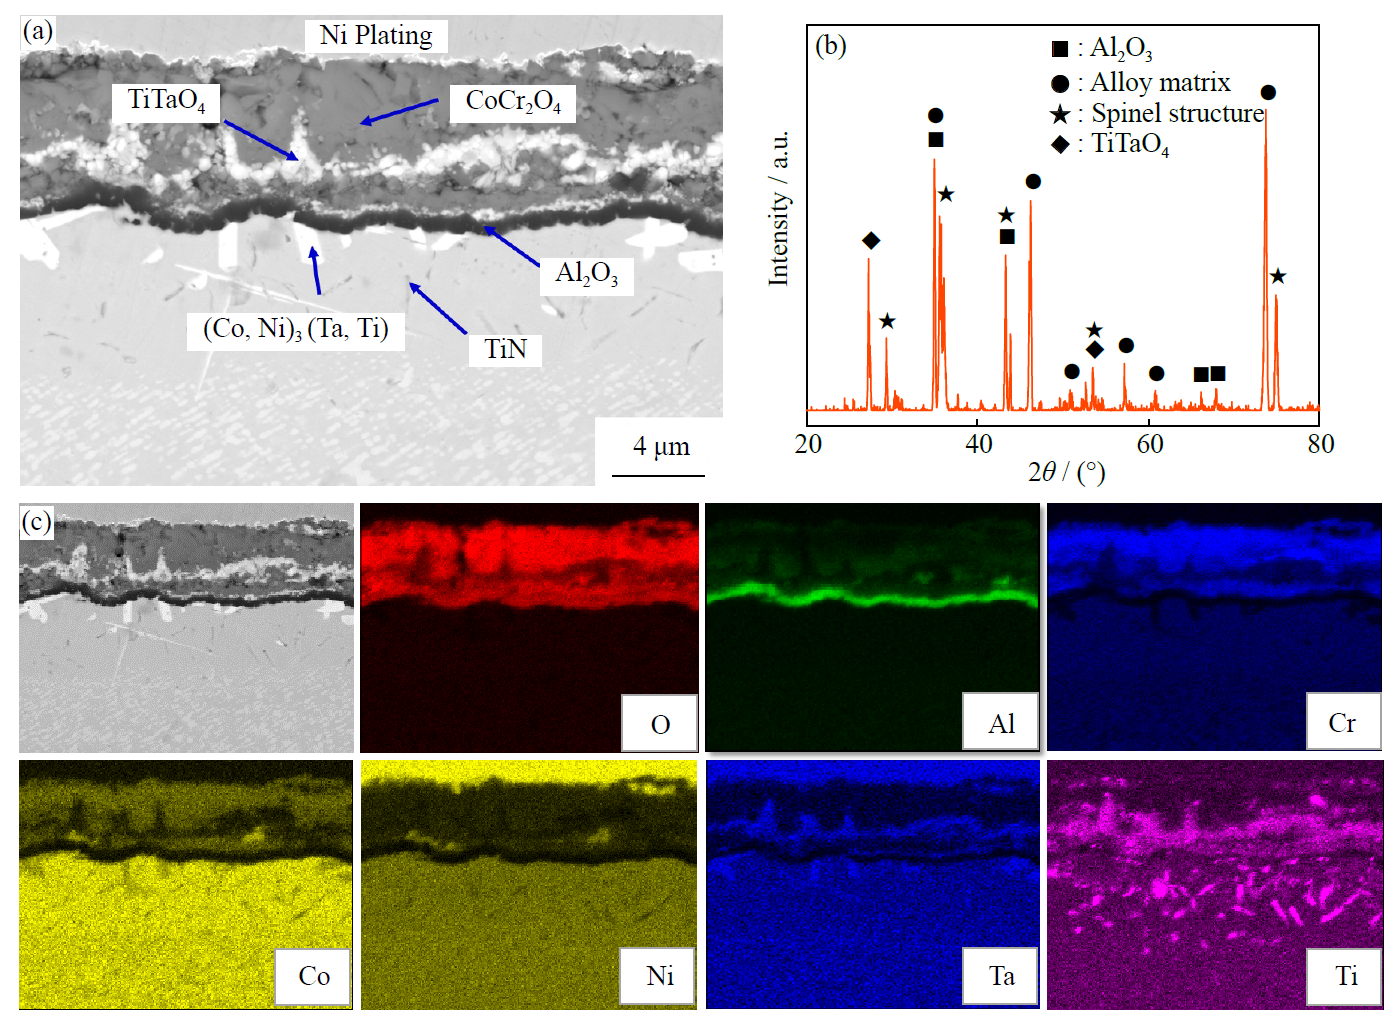 (a)
Ni Plating
TiTaO4
CoCr2O4
Al2O3
(Co, Ni)3 (Ta, Ti)
TiN
4 μm
(b)
■ : Al2O3
● : Alloy matrix
★ : Spinel structure
◆ : TiTaO4
Intensity / a.u.
20 40 60 80
2θ / (°)
(c)
O
Al
Cr
Co
Ni
Ta
Ti